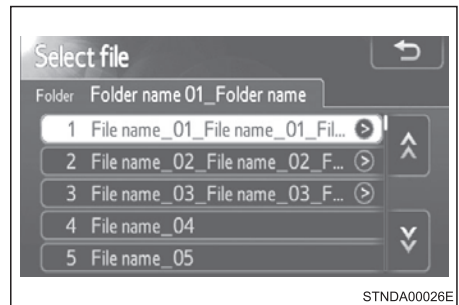 Select file
Folder Folder name 01_Folder name
1 File name_01_File name_01_Fil...
2 File name_02_File name_02_F...
3 File name_03_File name_03_F...
4 File name_04
5 File name_05
STNDA00026E